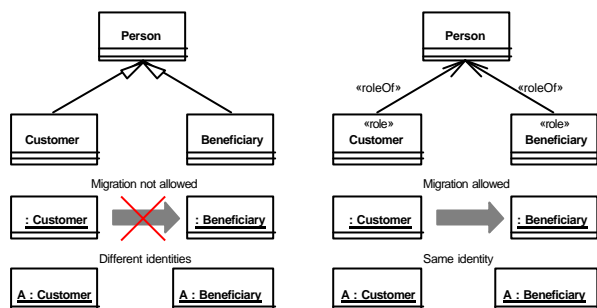 Person
Person
«roleOf»
«roleOf»
Customer
Beneficiary
«role»
Customer
«role»
Beneficiary
Migration not allowed
Migration allowed
: Customer
: Beneficiary
: Customer
: Beneficiary
Different identities
Same identity
A : Customer
A : Beneficiary
A : Customer
A : Beneficiary